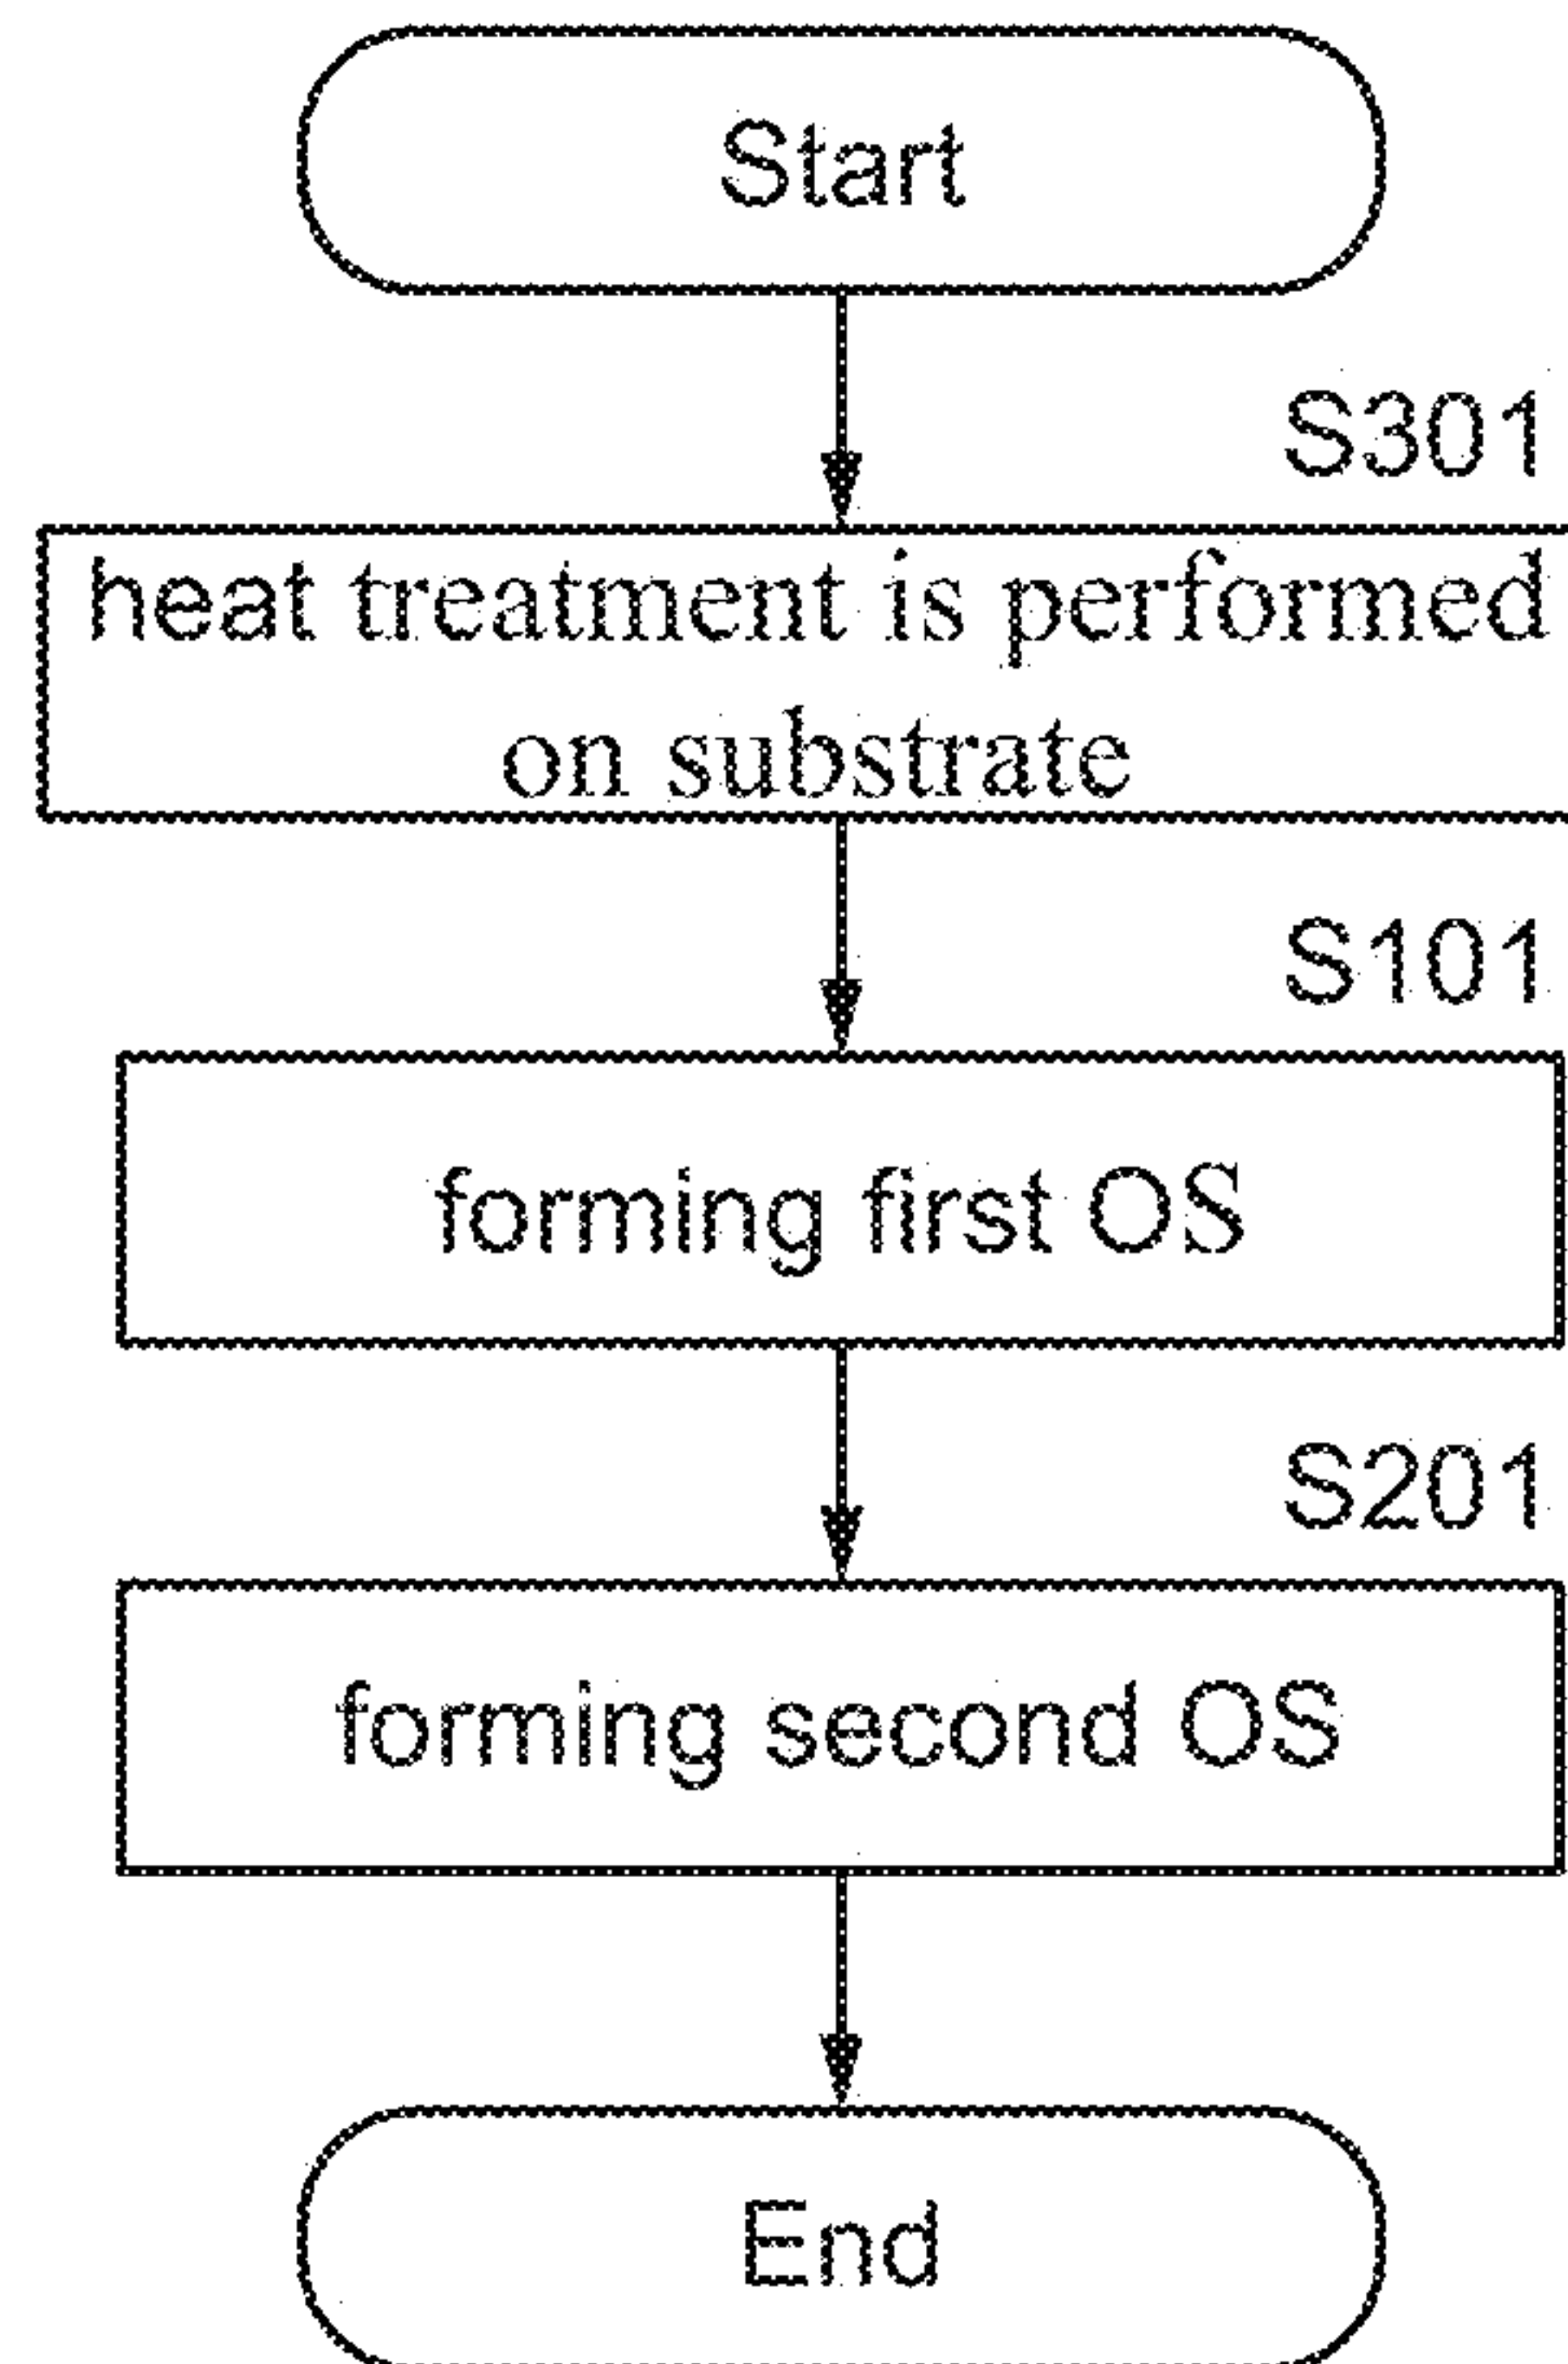 Start
S301
heat treatment is performed
on substrate
S101
forming first OS
S201
forming second OS
End